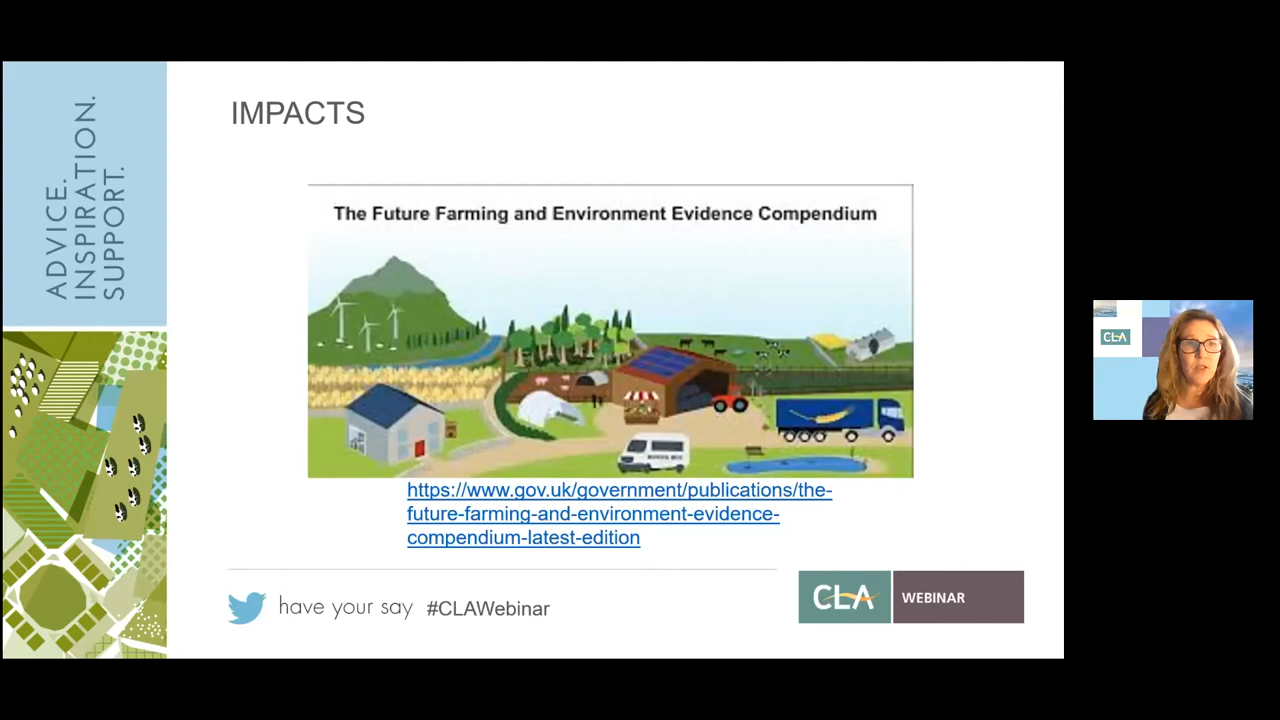 ADVICE.
INSPIRATION.
SUPPORT.
IMPACTS
The Future Farming and Environment Evidence Compendium
https://www.gov.uk/government/publications/the-
future-farming-and-environment-evidence-
compendium-latest-edition
have your say #CLAWebinar
CLA WEBINAR
CLA